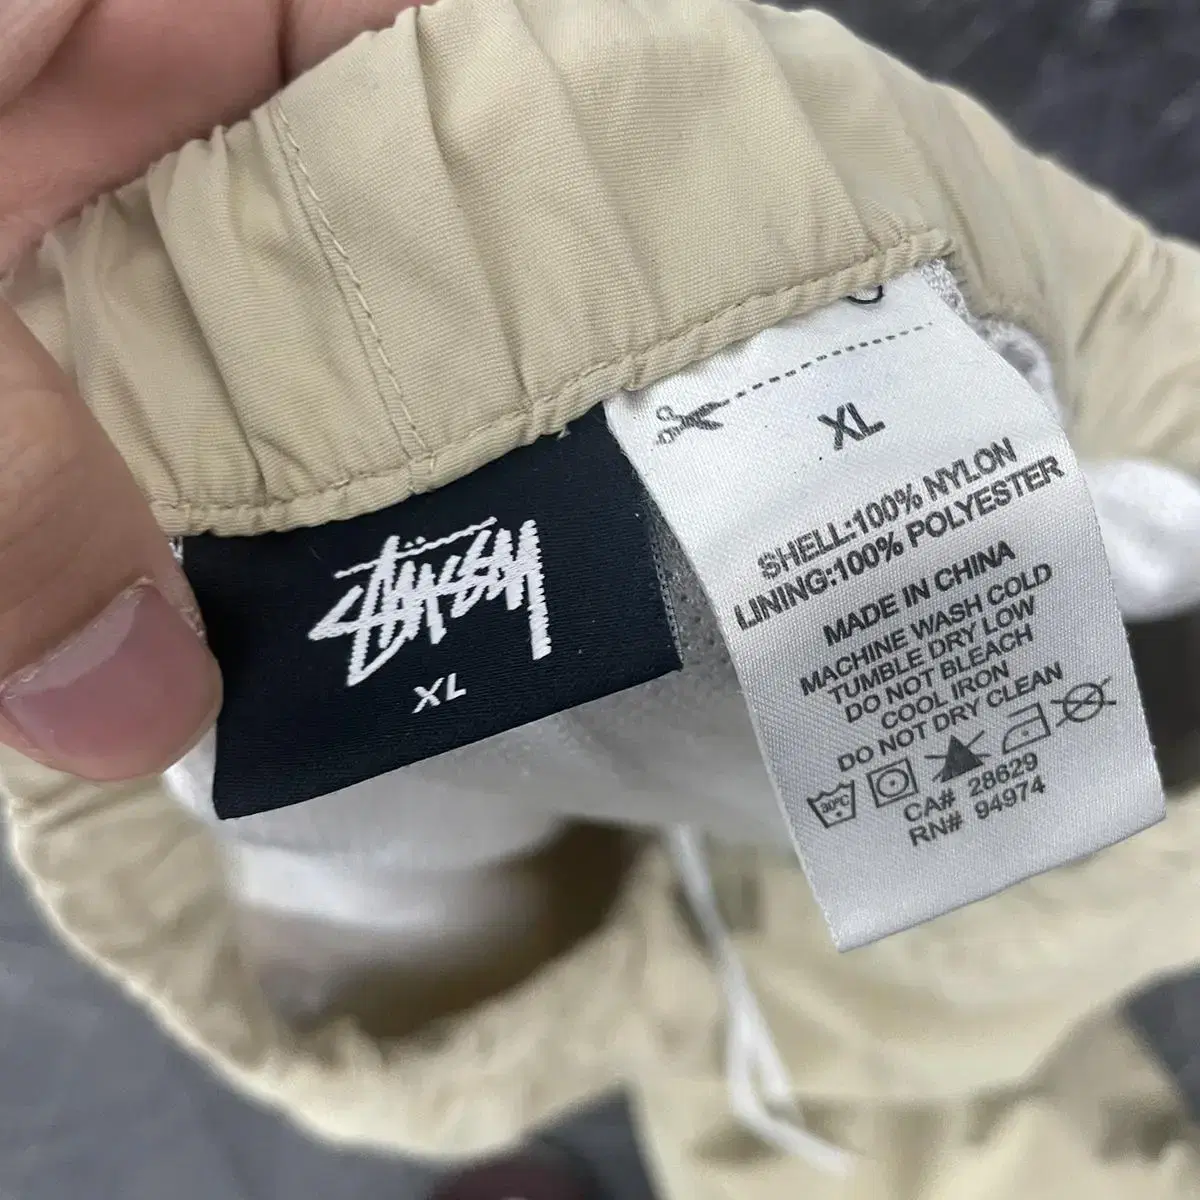 STÜSSY
XL
XL
SHELL:100% NYLON
LINING:100% POLYESTER
MADE IN CHINA
MACHINE WASH COLD
TUMBLE DRY LOW
DO NOT BLEACH
COOL IRON
DO NOT DRY CLEAN
30°C
CA# 28629
RN# 94974